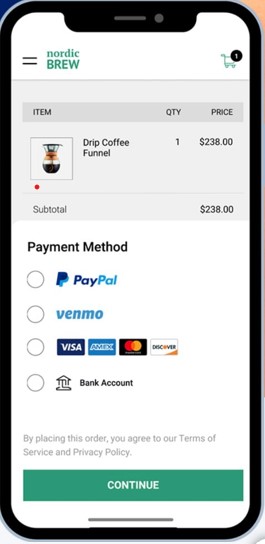 nordic
BREW
1
ITEM QTY PRICE
Drip Coffee 1 $238.00
Funnel
Subtotal $238.00
Payment Method
PayPal
venmo
VISA AMEX mastercard DISCOVER
Bank Account
By placing this order, you agree to our Terms of
Service and Privacy Policy.
CONTINUE